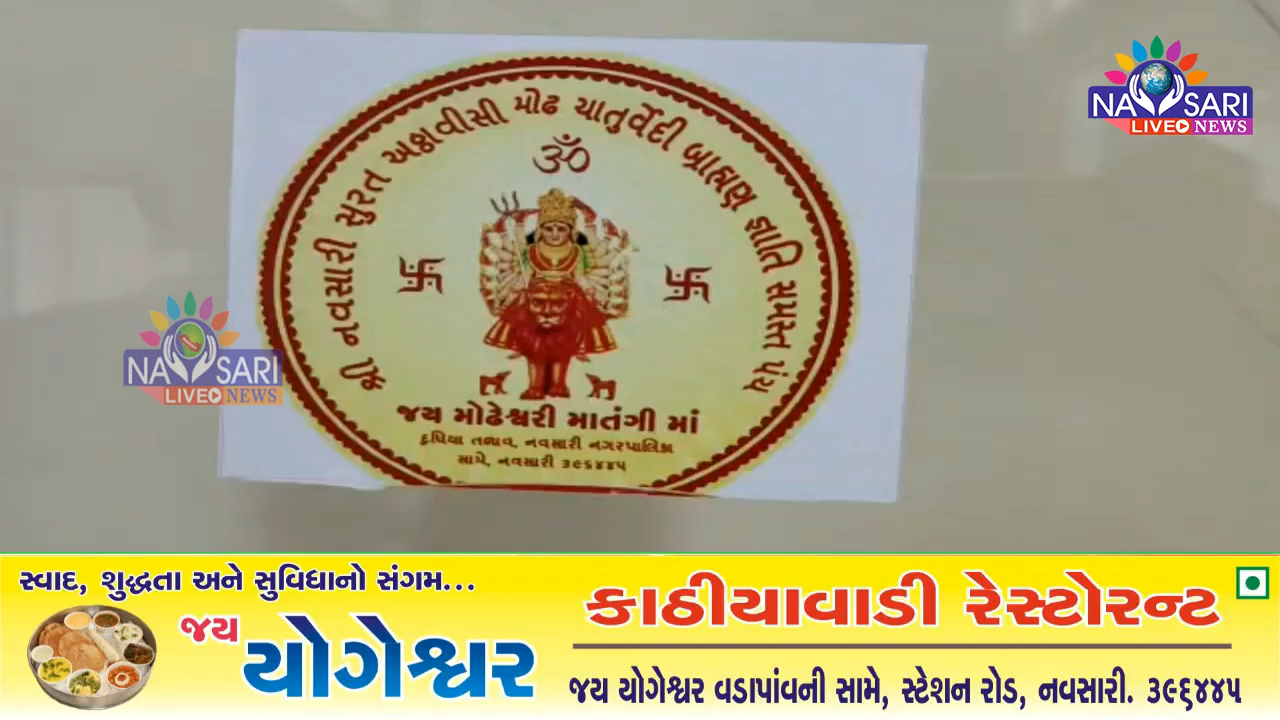 શ્રી નવસારી સુરત અઠ્ઠાવીસી મોઢ ચાતુર્વેદી બ્રાહ્મણ જ્ઞાતિ સમસ્ત પંચ
ॐ
જય મોઢેશ્વરી માતંગી માં
દુધિયા તળાવ, નવસારી નગરપાલિકા
સામે, નવસારી ૩૯૬૪૪૫
NAVSARI
LIVE NEWS
NAVSARI
LIVE NEWS
સ્વાદ, શુદ્ધતા અને સુવિધાનો સંગમ...
જય યોગેશ્વર
કાઠીયાવાડી રેસ્ટોરન્ટ
જય યોગેશ્વર વડાપાંવની સામે, સ્ટેશન રોડ, નવસારી. ૩૯૬૪૪૫